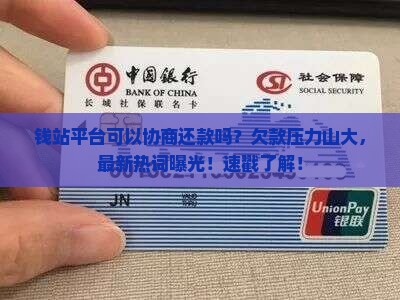 中国银行
BANK OF CHINA
社会保障
SOCIAL SECURITY
长城社保联名卡
钱站平台可以协商还款吗？欠款压力山大，
最新热词曝光！速戳了解！
JN
VALID
UnionPay
银联